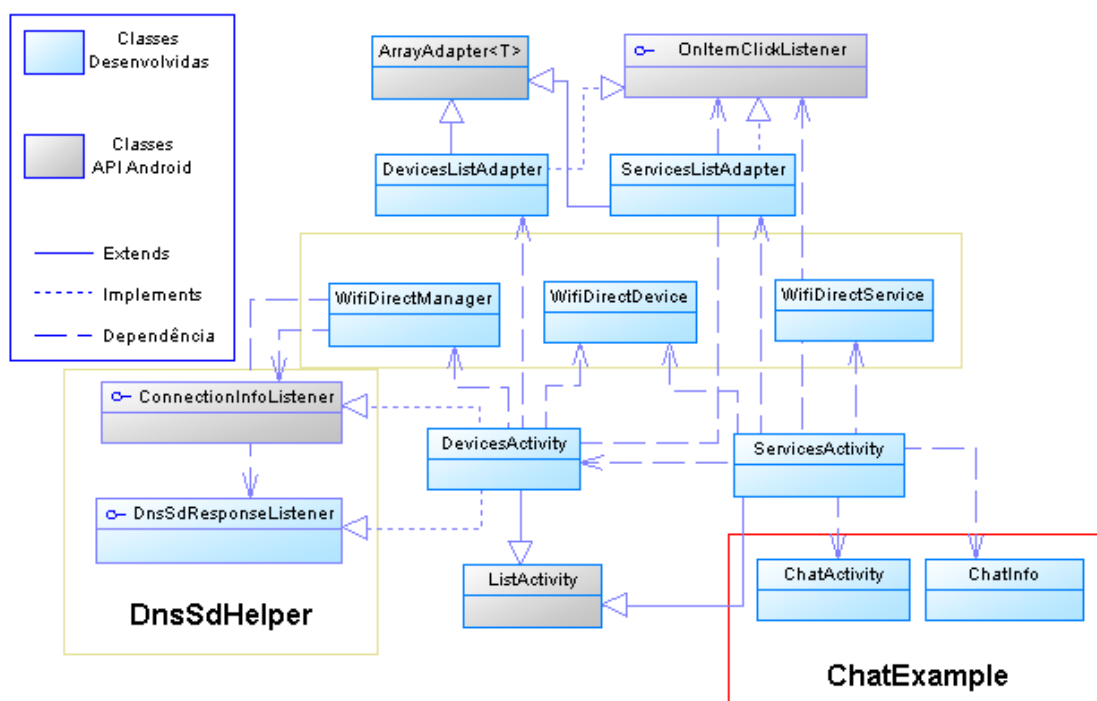 Classes
Desenvolvidas
Classes
API Android
Extends
Implements
Dependência
ArrayAdapter<T>
OnItemClickListener
DevicesListAdapter
ServicesListAdapter
WifiDirectManager
WifiDirectDevice
WifiDirectService
ConnectionInfoListener
DevicesActivity
ServicesActivity
DnsSdResponseListener
ListActivity
ChatActivity
ChatInfo
DnsSdHelper
ChatExample